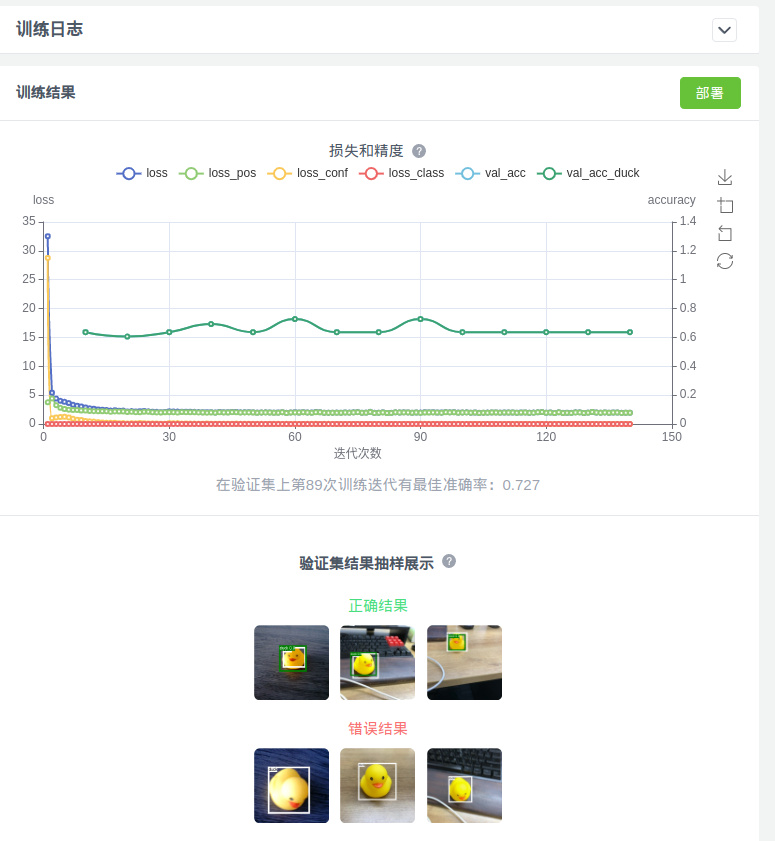 训练日志
训练结果
部署
损失和精度 ?
loss loss_pos loss_conf loss_class val_acc val_acc_duck
loss accuracy
35 1.4
30 1.2
25 1
20 0.8
15 0.6
10 0.4
5 0.2
0 0
0 30 60 90 120 150
迭代次数
在验证集上第89次训练迭代有最佳准确率：0.727
验证集结果抽样展示 ?
正确结果
错误结果